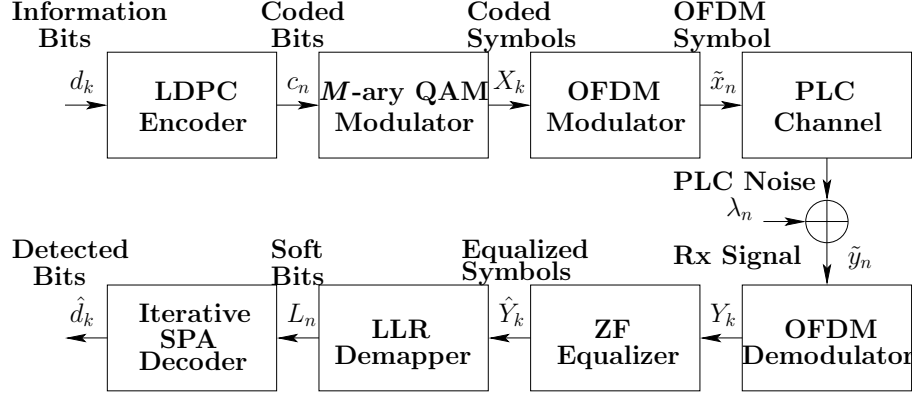 Information Bits
Coded Bits
Coded Symbols
OFDM Symbol
d_k
LDPC Encoder
c_n
M-ary QAM Modulator
X_k
OFDM Modulator
x̃_n
PLC Channel
PLC Noise
λ_n
Rx Signal
ỹ_n
Detected Bits
Soft Bits
Equalized Symbols
d̂_k
Iterative SPA Decoder
L_n
LLR Demapper
Ŷ_k
ZF Equalizer
Y_k
OFDM Demodulator